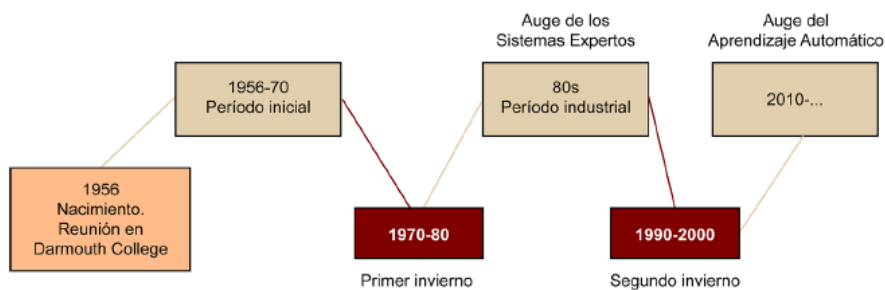 Auge de los
Sistemas Expertos
Auge del
Aprendizaje Automático
1956-70
Período inicial
80s
Período industrial
2010-...
1956
Nacimiento.
Reunión en
Darmouth College
1970-80
1990-2000
Primer invierno
Segundo invierno